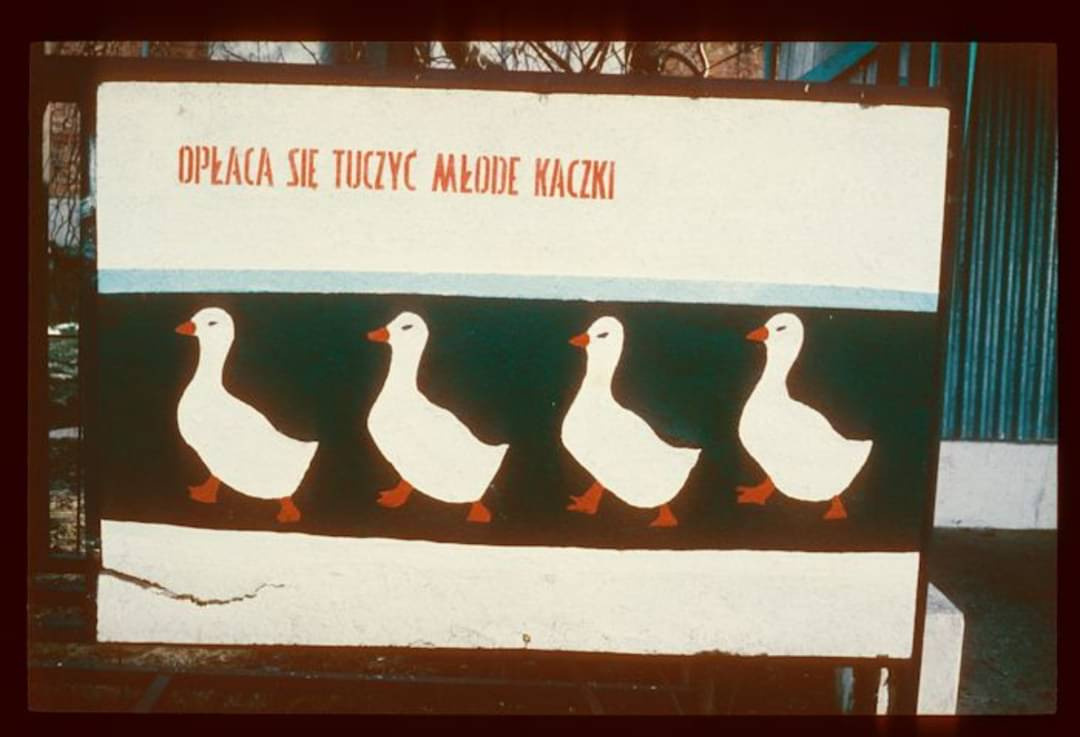 OPŁACA SIĘ TUCZYĆ MŁODE KACZKI